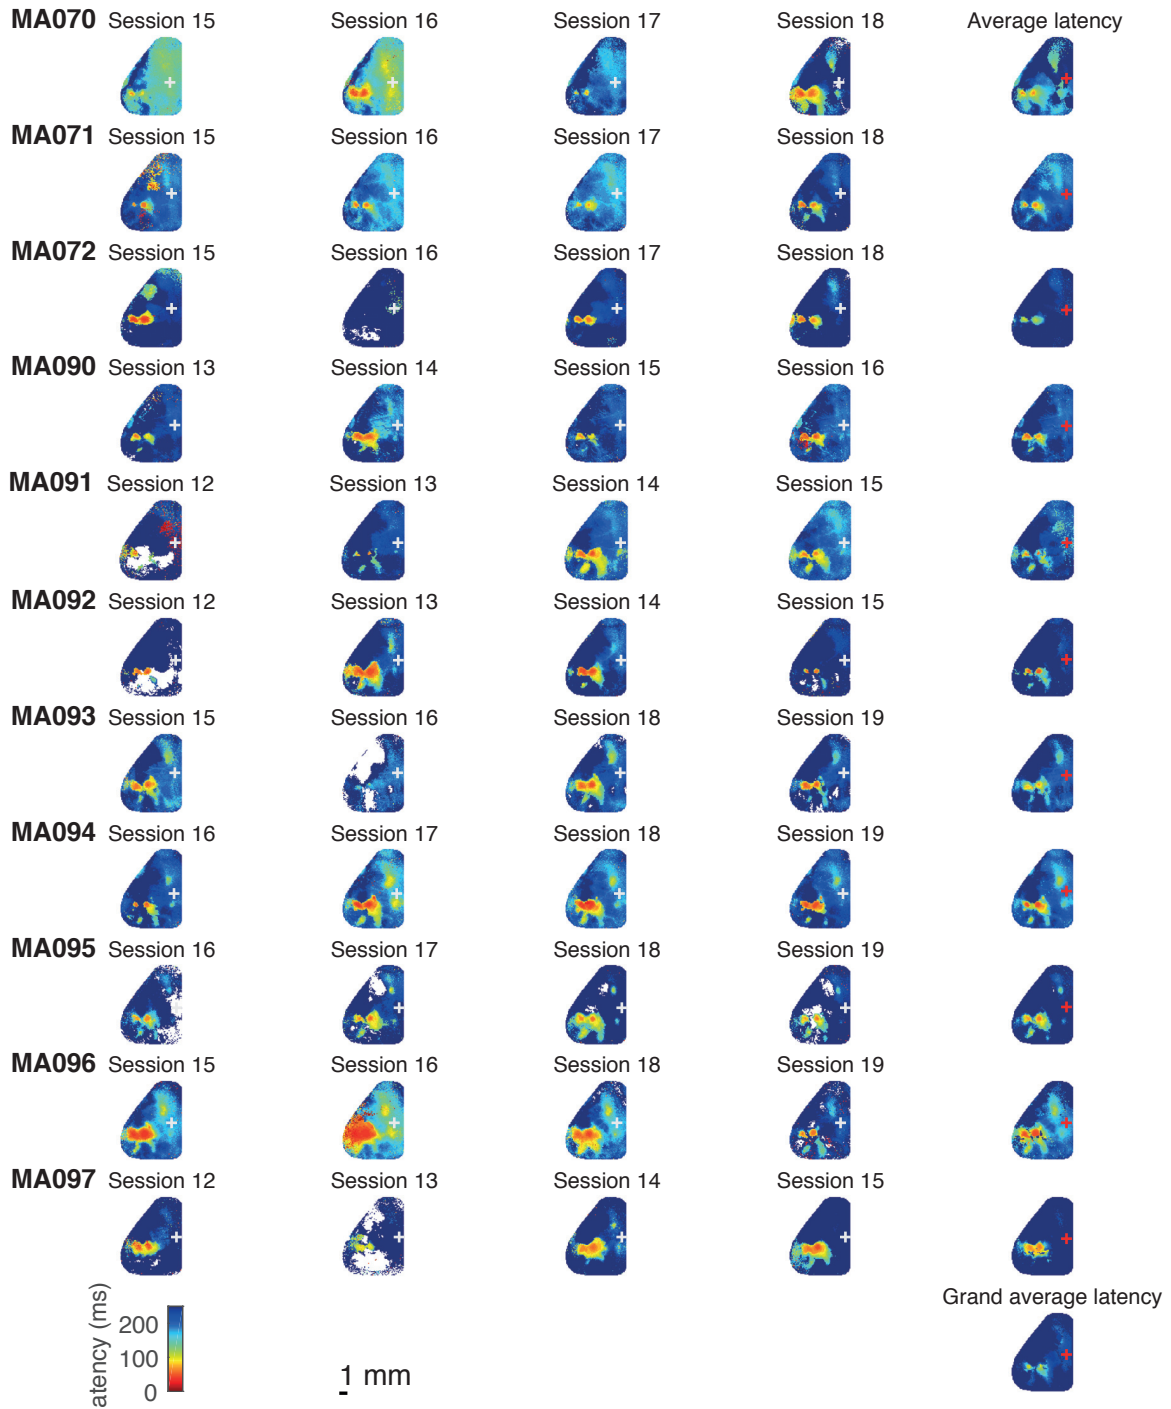 MA070 Session 15 Session 16 Session 17 Session 18 Average latency
MA071 Session 15 Session 16 Session 17 Session 18
MA072 Session 15 Session 16 Session 17 Session 18
MA090 Session 13 Session 14 Session 15 Session 16
MA091 Session 12 Session 13 Session 14 Session 15
MA092 Session 12 Session 13 Session 14 Session 15
MA093 Session 15 Session 16 Session 18 Session 19
MA094 Session 16 Session 17 Session 18 Session 19
MA095 Session 16 Session 17 Session 18 Session 19
MA096 Session 15 Session 16 Session 18 Session 19
MA097 Session 12 Session 13 Session 14 Session 15
Grand average latency
atency (ms)
200
100
0
1 mm